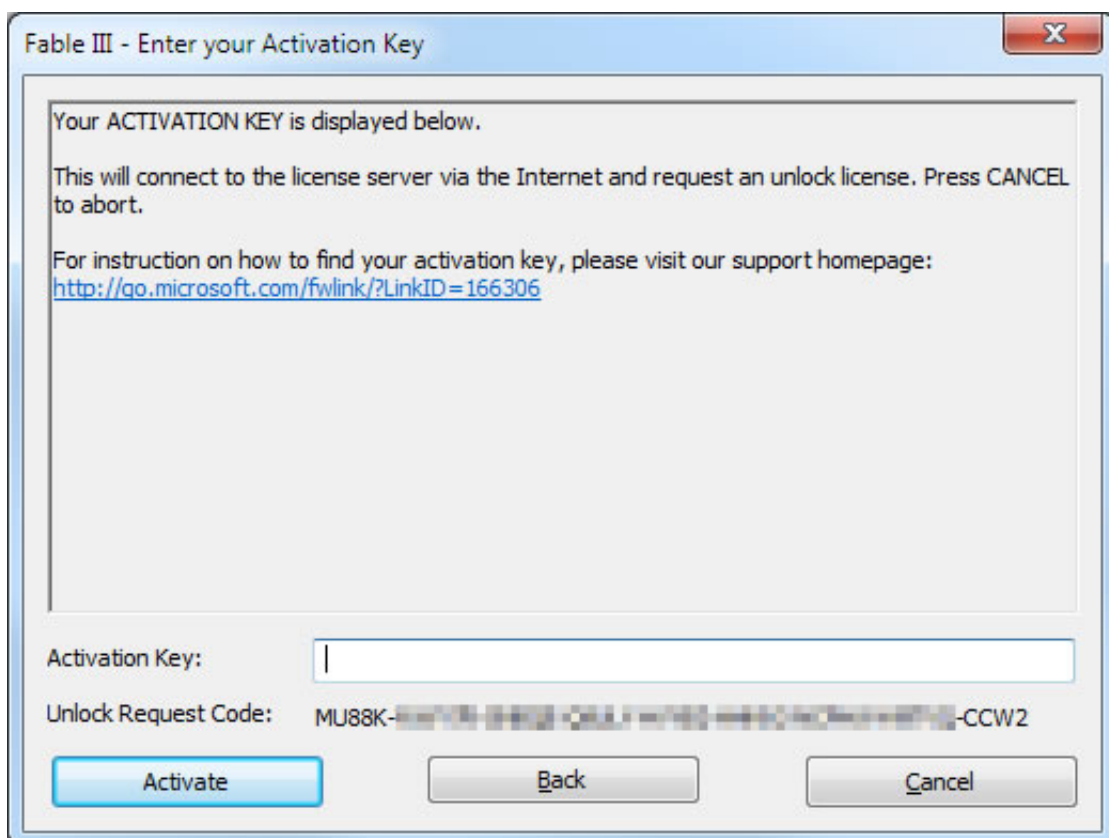 Fable III - Enter your Activation Key
Your ACTIVATION KEY is displayed below.
This will connect to the license server via the Internet and request an unlock license. Press CANCEL
to abort.
For instruction on how to find your activation key, please visit our support homepage:
http://go.microsoft.com/fwlink/?LinkID=166306
Activation Key:
Unlock Request Code: MU88K- -CCW2
Activate Back Cancel